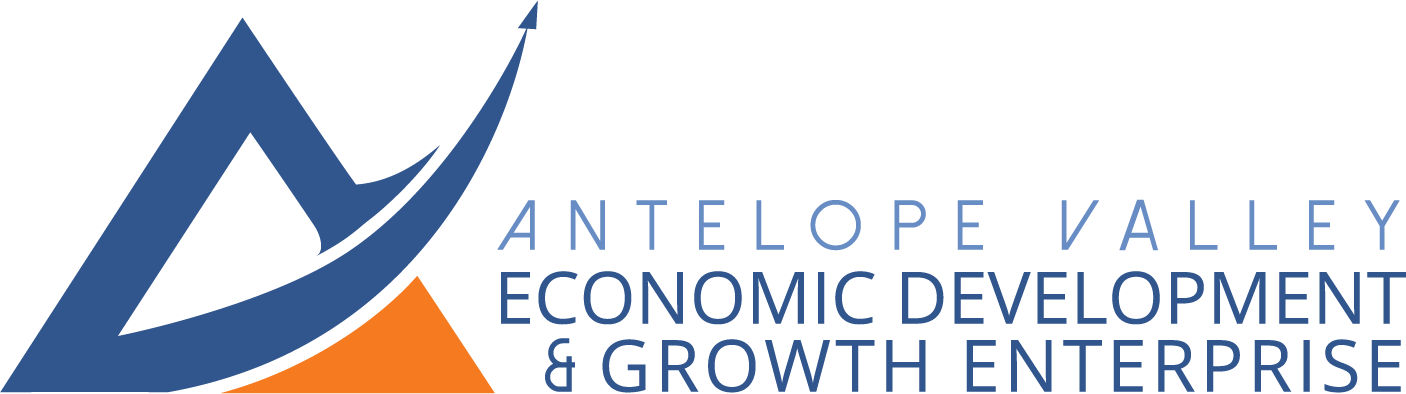 ANTELOPE VALLEY
ECONOMIC DEVELOPMENT
& GROWTH ENTERPRISE